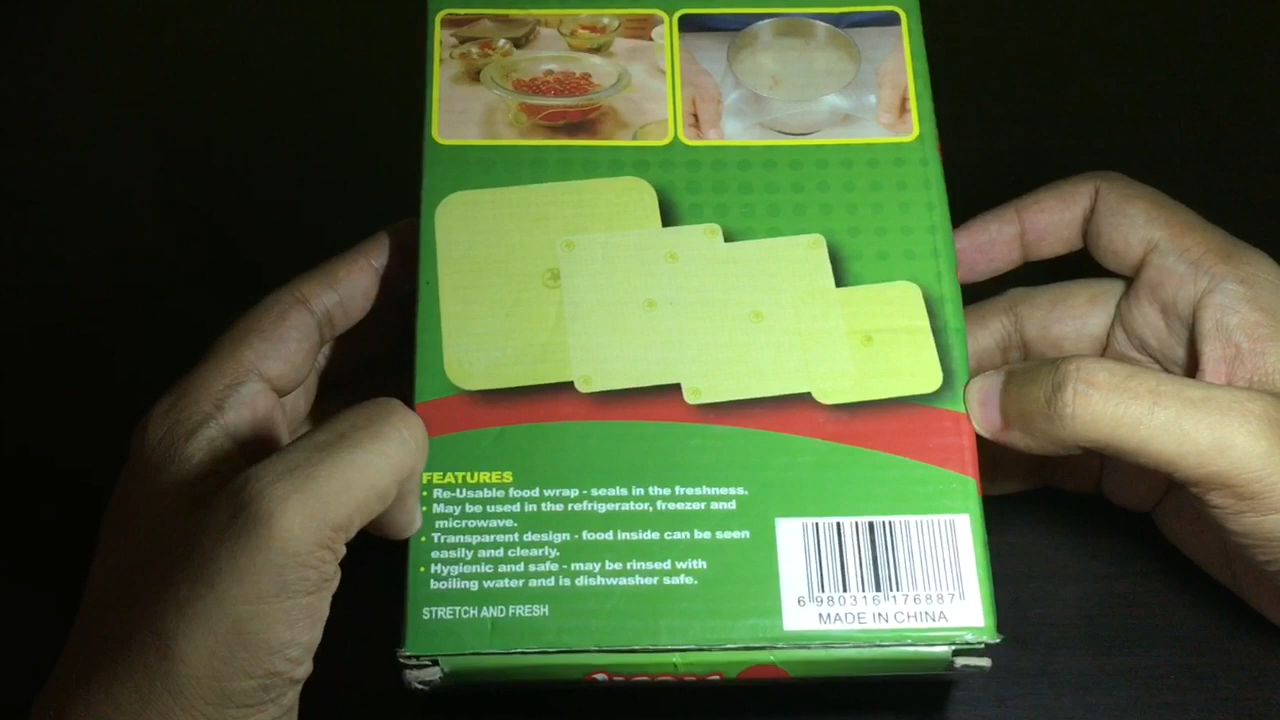 FEATURES
• Re-Usable food wrap - seals in the freshness.
• May be used in the refrigerator, freezer and
microwave.
• Transparent design - food inside can be seen
easily and clearly.
• Hygienic and safe - may be rinsed with
boiling water and is dishwasher safe.
STRETCH AND FRESH
6 980316 176887
MADE IN CHINA